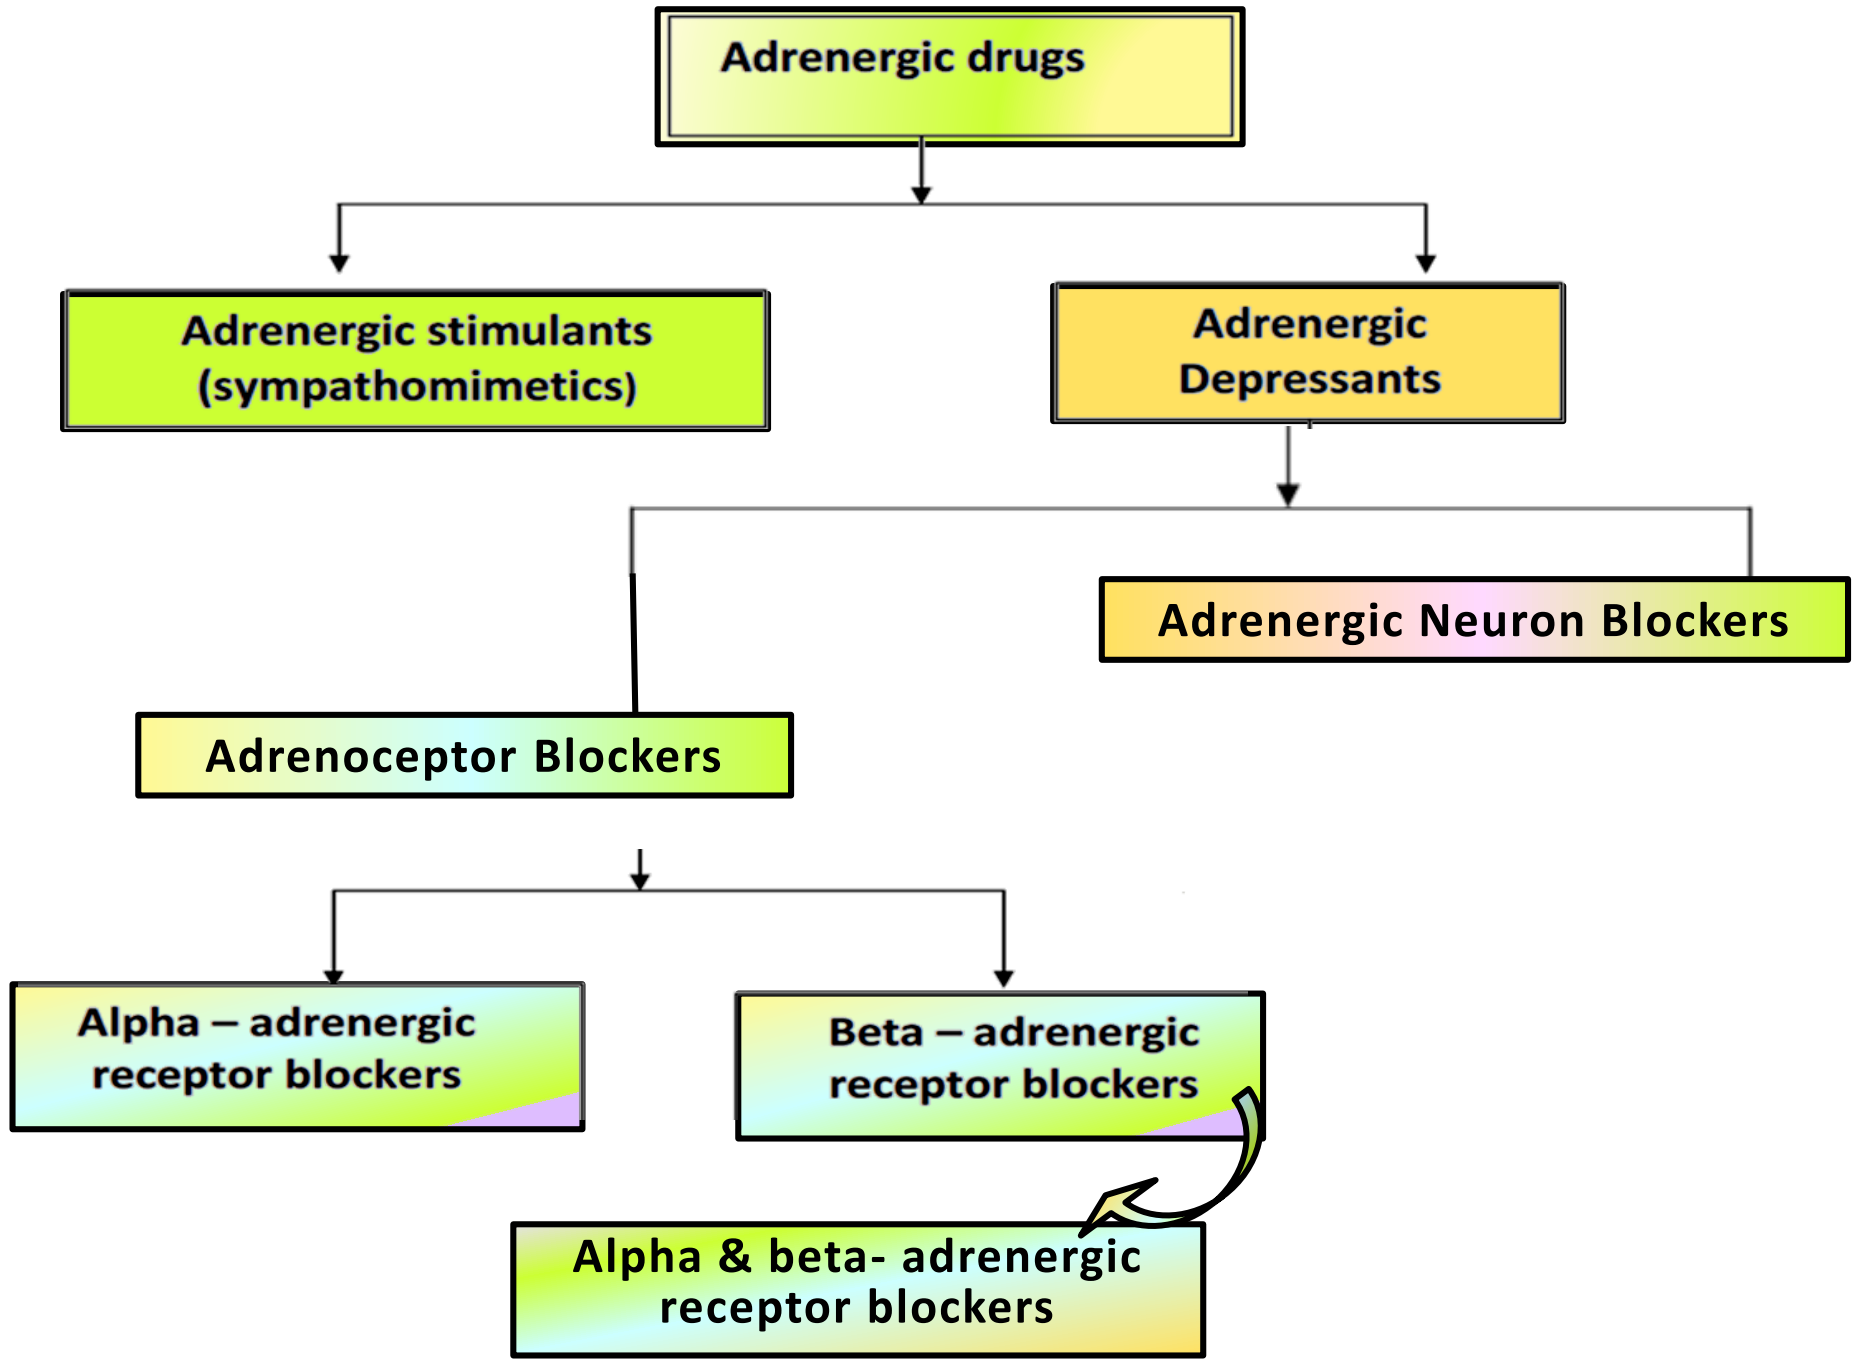 Adrenergic drugs
Adrenergic stimulants
(sympathomimetics)
Adrenergic
Depressants
Adrenergic Neuron Blockers
Adrenoceptor Blockers
Alpha – adrenergic
receptor blockers
Beta – adrenergic
receptor blockers
Alpha & beta- adrenergic
receptor blockers